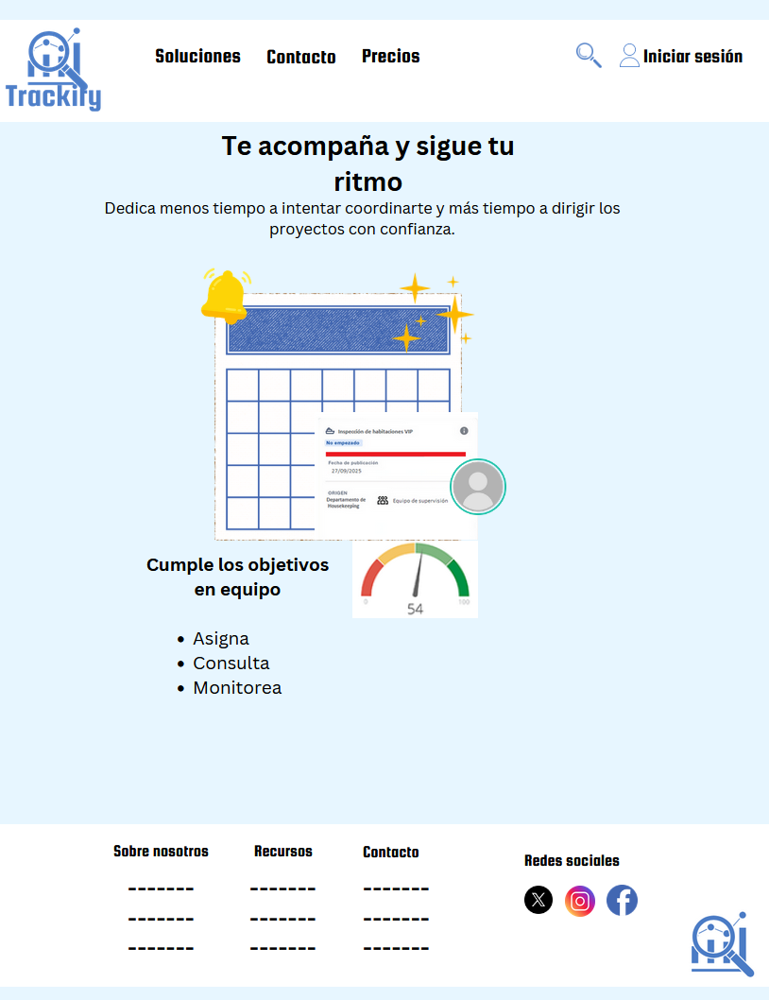 Trackify
Soluciones
Contacto
Precios
Iniciar sesión
Te acompaña y sigue tu
ritmo
Dedica menos tiempo a intentar coordinarte y más tiempo a dirigir los
proyectos con confianza.
Inspección de habitaciones VIP
No empezado
Fecha de publicación
27/09/2025
ORIGEN
Departamento de
Housekeeping
Equipo de supervisión
0
100
54
Cumple los objetivos
en equipo
Asigna
Consulta
Monitorea
Sobre nosotros
Recursos
Contacto
Redes sociales